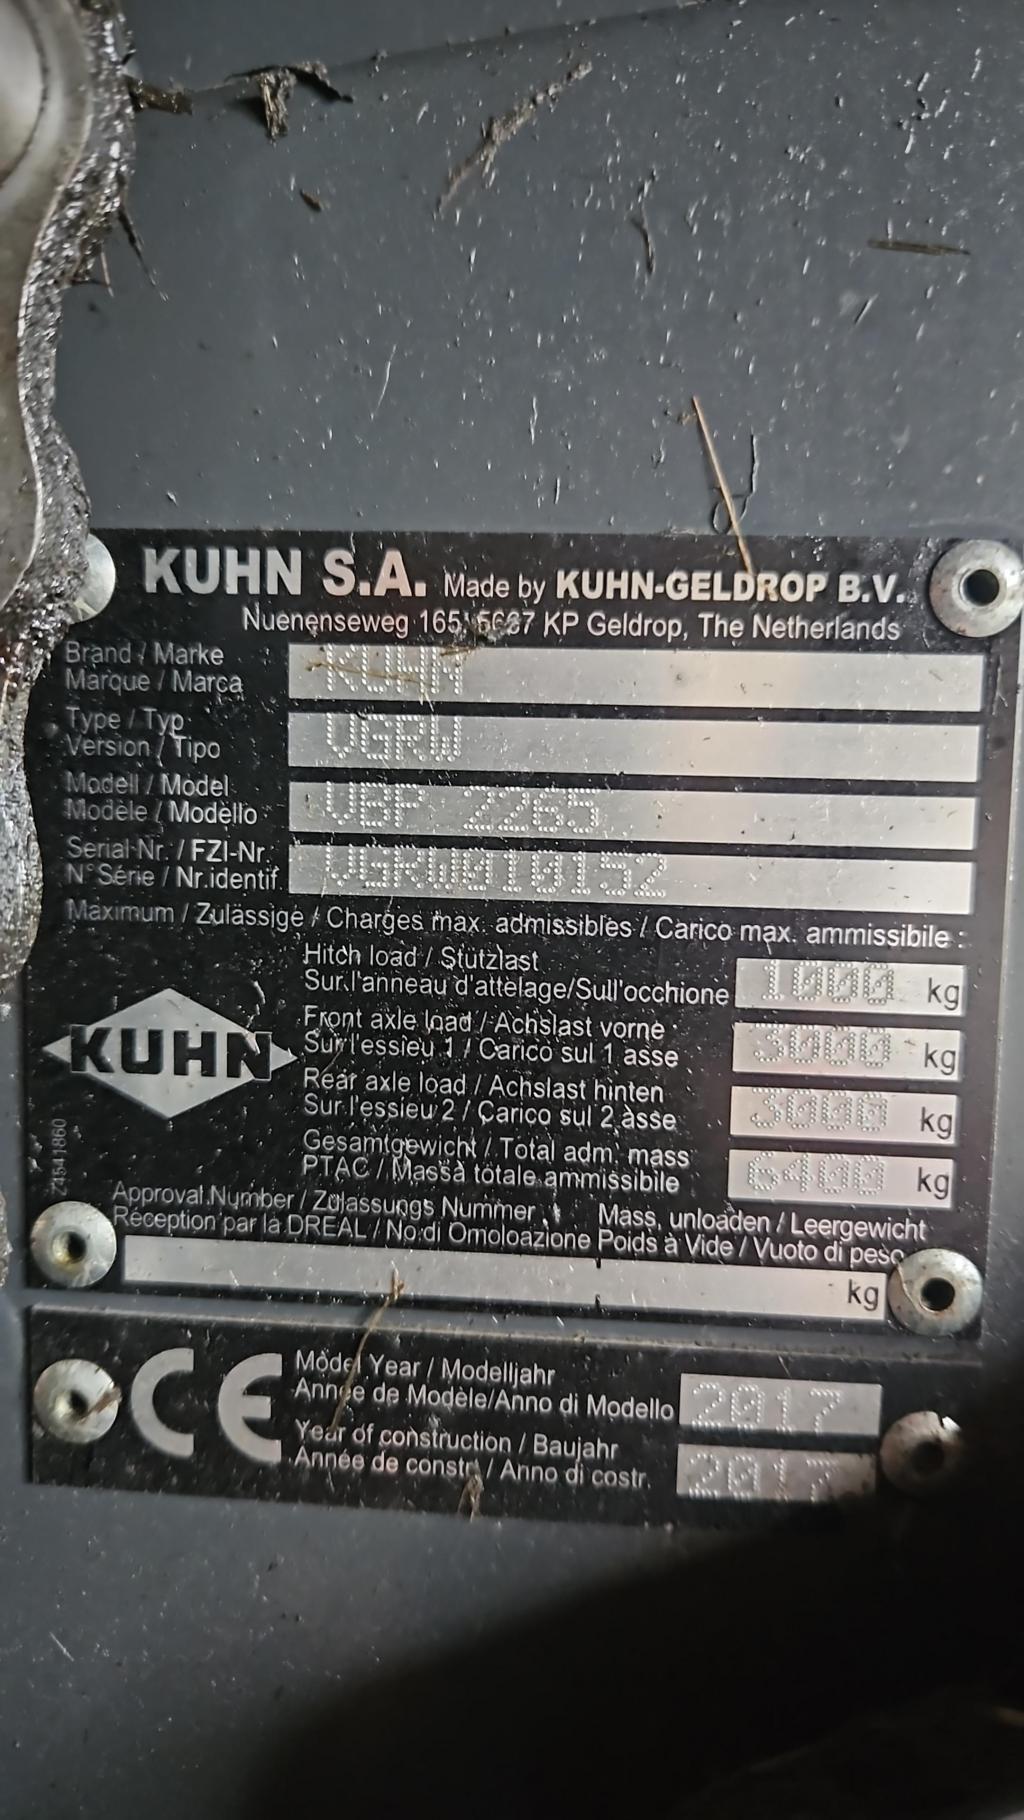 KUHN S.A. Made by KUHN-GELDROP B.V.
Nuenenseweg 165, 5667 KP Geldrop, The Netherlands
Brand / Marke
Marque / Marca
KUHN
Type / Typ
Version / Tipo
VGRW
Modell / Model
Modèle / Modèllo
VBP 2265
Serial-Nr. / FZI-Nr.
N° Série / Nr.identif.
VGRW010152
Maximum / Zulässige / Charges max. admissibles / Carico max. ammissibile :
Hitch load / Stützlast
Sur l'anneau d'attelage/Sull'occhione
1000 kg
Front axle load / Achslast vorne
Sur l'essieu 1 / Carico sul 1 asse
3000 kg
Rear axle load / Achslast hinten
Sur l'essieu 2 / Carico sul 2 asse
3000 kg
Gesamtgewicht / Total adm. mass
PTAC / Massa totale ammissibile
6400 kg
KUHN
Z4541860
Approval Number / Zulassungs Nummer
Réception par la DREAL / No.di Omoloazione
Mass. unloaden / Leergewicht
Poids à Vide / Vuoto di peso
kg
CE
Model Year / Modelljahr
Année de Modèle/Anno di Modello
2017
Year of construction / Baujahr
Année de constr. / Anno di costr.
2017